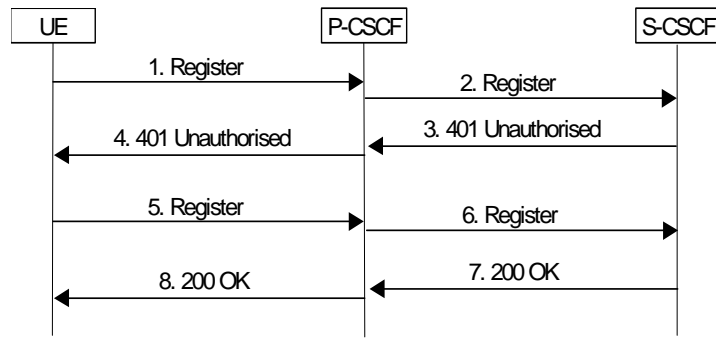 UE
P-CSCF
S-CSCF
1. Register
2. Register
3. 401 Unauthorised
4. 401 Unauthorised
5. Register
6. Register
7. 200 OK
8. 200 OK